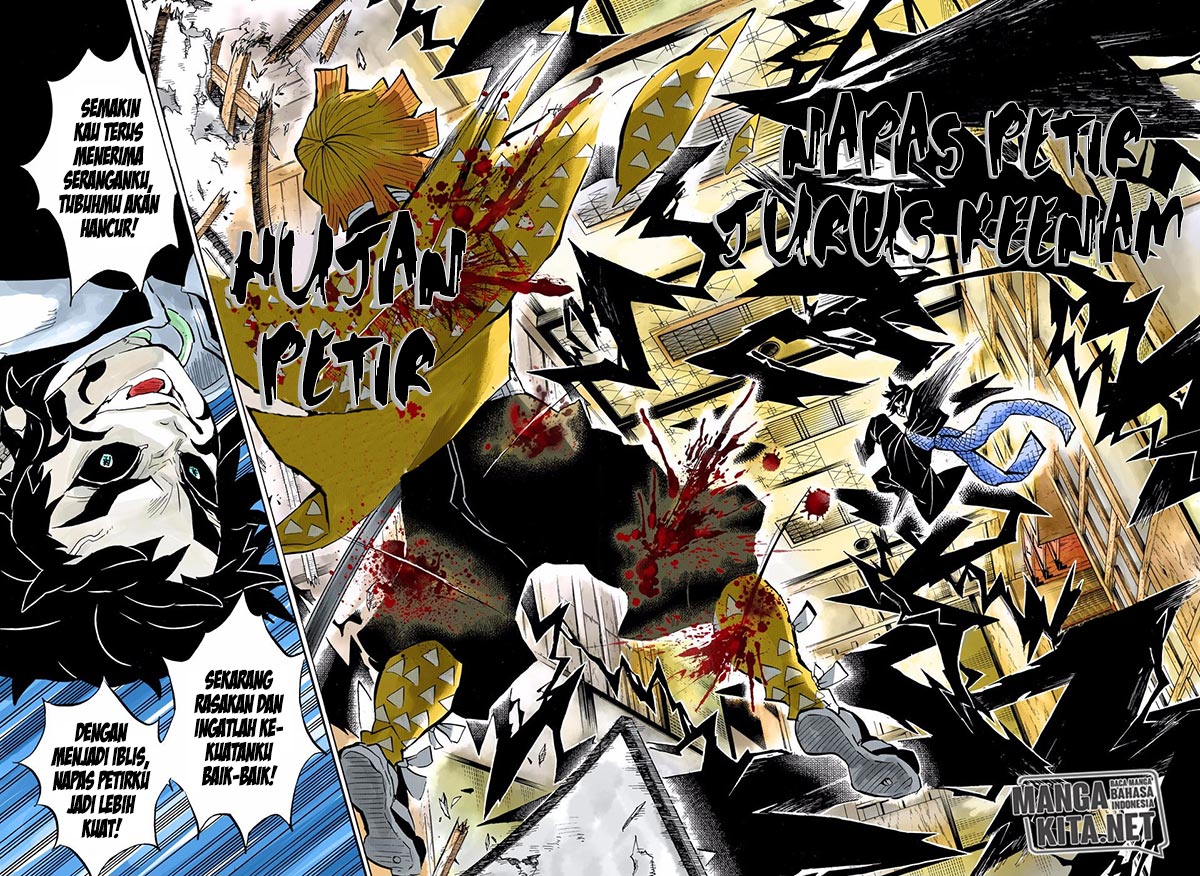 NAPAS PETIR
JURUS KEENAM
HUJAN
PETIR
SEMAKIN
KAU TERUS
MENERIMA
SERANGANKU,
TUBUHMU AKAN
HANCUR!
SEKARANG
RASAKAN DAN
INGATLAH KE-
KUATANKU
BAIK-BAIK!
DENGAN
MENJADI IBLIS,
NAPAS PETIRKU
JADI LEBIH
KUAT!
MANGA
KITA.NET
BACA MANGA
BAHASA
INDONESIA